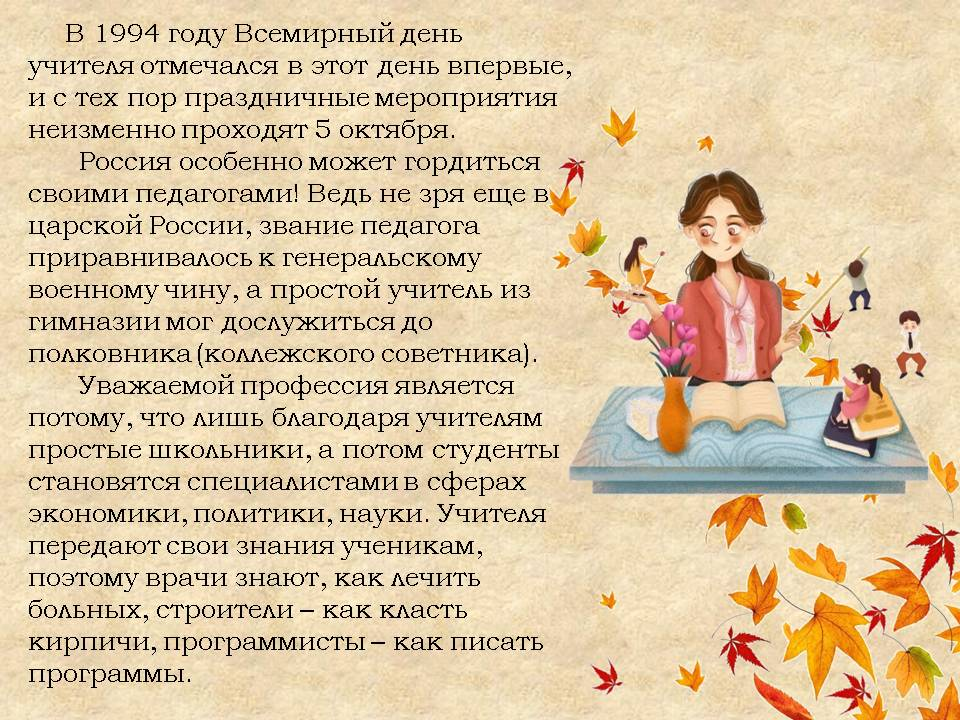 В 1994 году Всемирный день
учителя отмечался в этот день впервые,
и с тех пор праздничные мероприятия
неизменно проходят 5 октября.
Россия особенно может гордиться
своими педагогами! Ведь не зря еще в
царской России, звание педагога
приравнивалось к генеральскому
военному чину, а простой учитель из
гимназии мог дослужиться до
полковника (коллежского советника).
Уважаемой профессия является
потому, что лишь благодаря учителям
простые школьники, а потом студенты
становятся специалистами в сферах
экономики, политики, науки. Учителя
передают свои знания ученикам,
поэтому врачи знают, как лечить
больных, строители – как класть
кирпичи, программисты – как писать
программы.